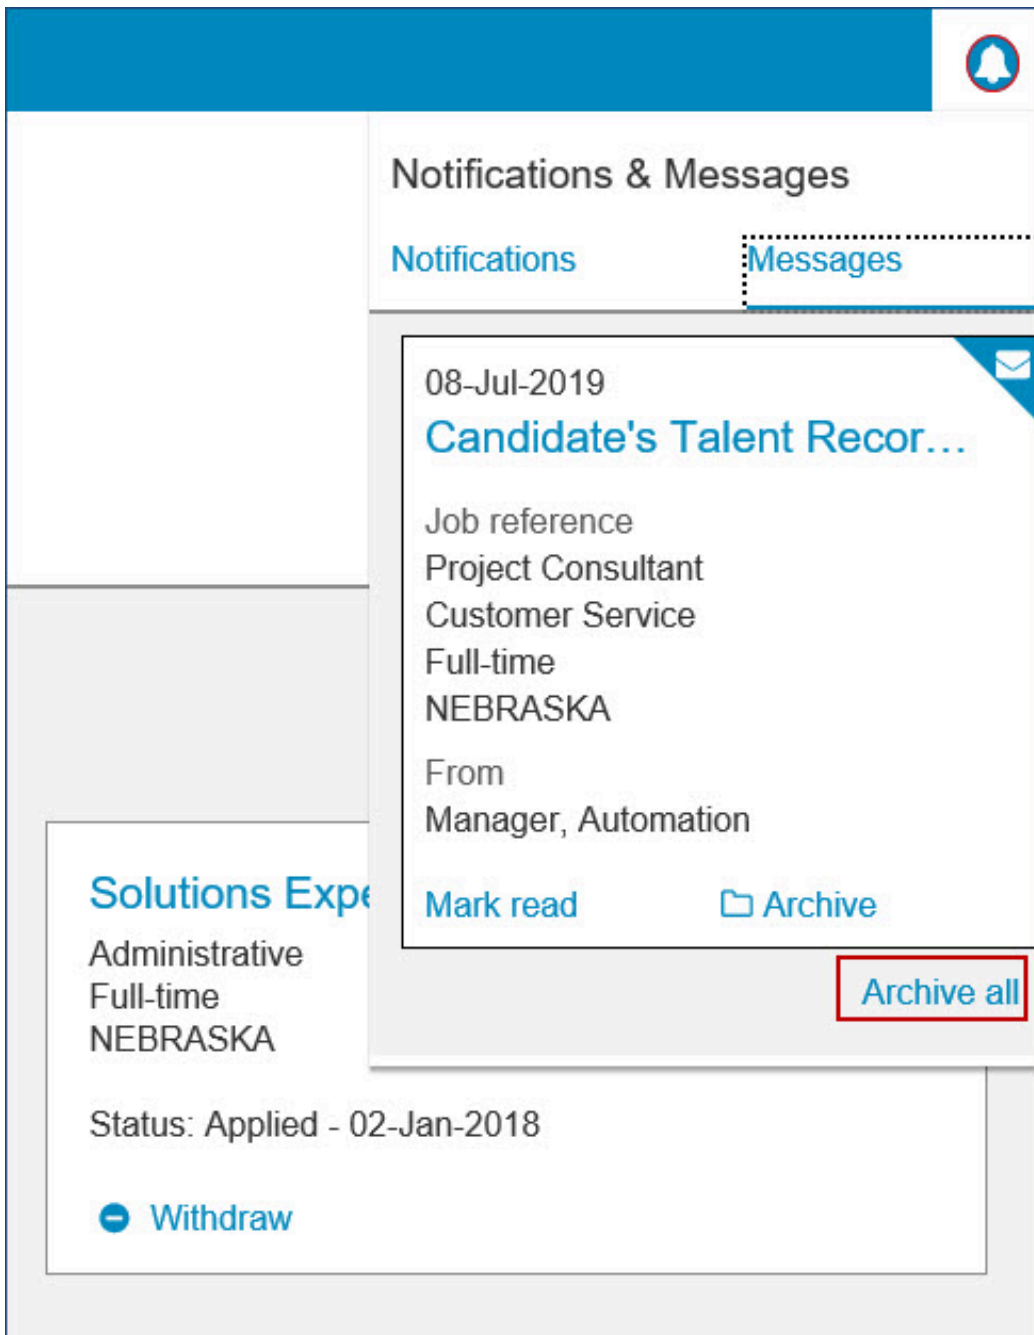 Notifications & Messages
Notifications
Messages
08-Jul-2019
Candidate's Talent Recor...
Job reference
Project Consultant
Customer Service
Full-time
NEBRASKA
From
Manager, Automation
Mark read
Archive
Archive all
Solutions Expe
Administrative
Full-time
NEBRASKA
Status: Applied - 02-Jan-2018
Withdraw